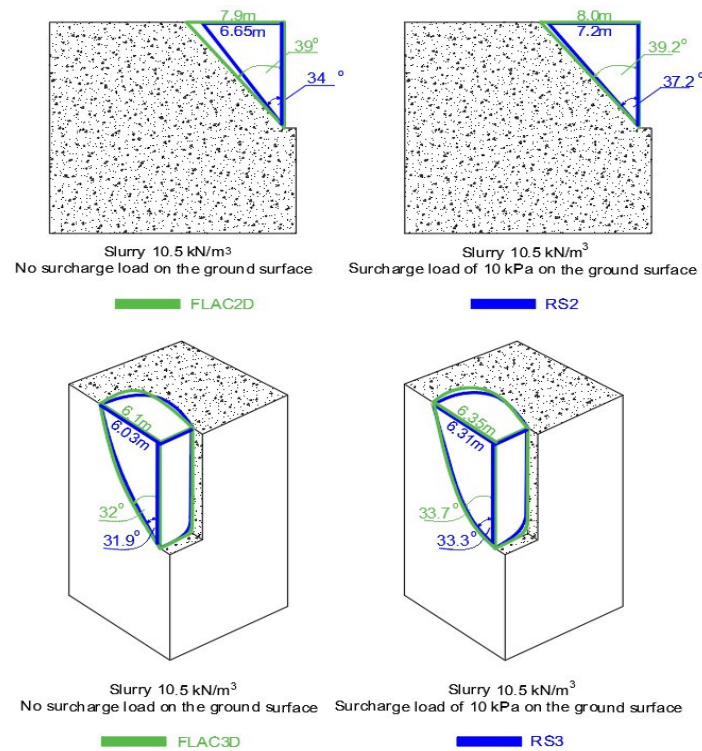 7.9m
6.65m
39°
34°
8.0m
7.2m
39.2°
37.2°
Slurry 10.5 kN/m³
No surcharge load on the ground surface
Slurry 10.5 kN/m³
Surcharge load of 10 kPa on the ground surface
FLAC2D
RS2
6.1m
6.03m
32°
31.9°
6.35m
6.31m
33.7°
33.3°
Slurry 10.5 kN/m³
No surcharge load on the ground surface
Slurry 10.5 kN/m³
Surcharge load of 10 kPa on the ground surface
FLAC3D
RS3